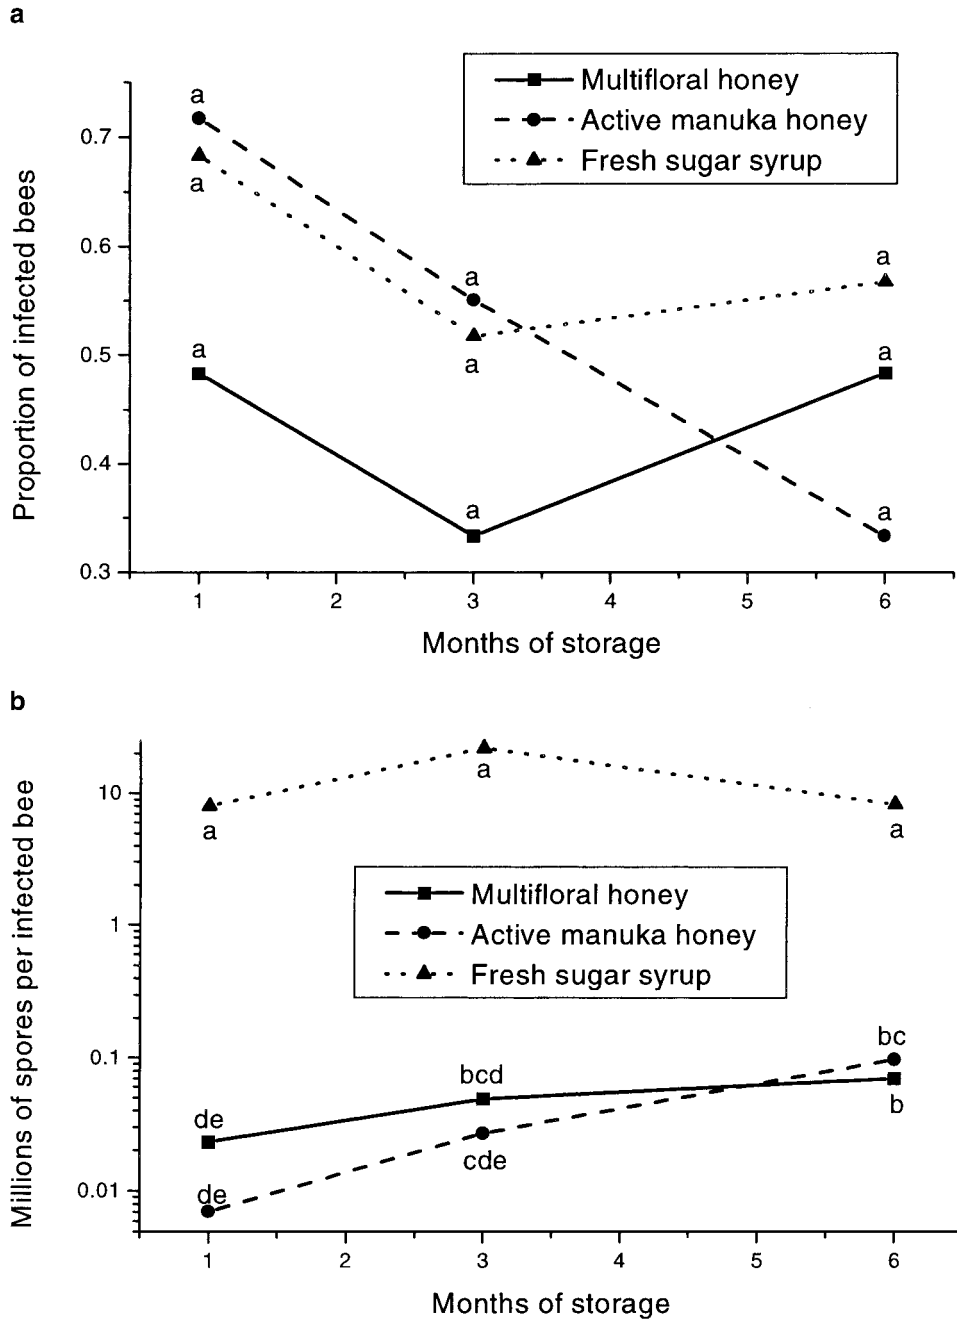 a
Multifloral honey
Active manuka honey
Fresh sugar syrup
Proportion of infected bees
0.7
0.6
0.5
0.4
0.3
a
a
a
a
a
a
a
a
a
1
2
3
4
5
6
Months of storage
b
Millions of spores per infected bee
10
1
0.1
0.01
a
a
a
Multifloral honey
Active manuka honey
Fresh sugar syrup
bc
bcd
b
de
cde
de
1
2
3
4
5
6
Months of storage